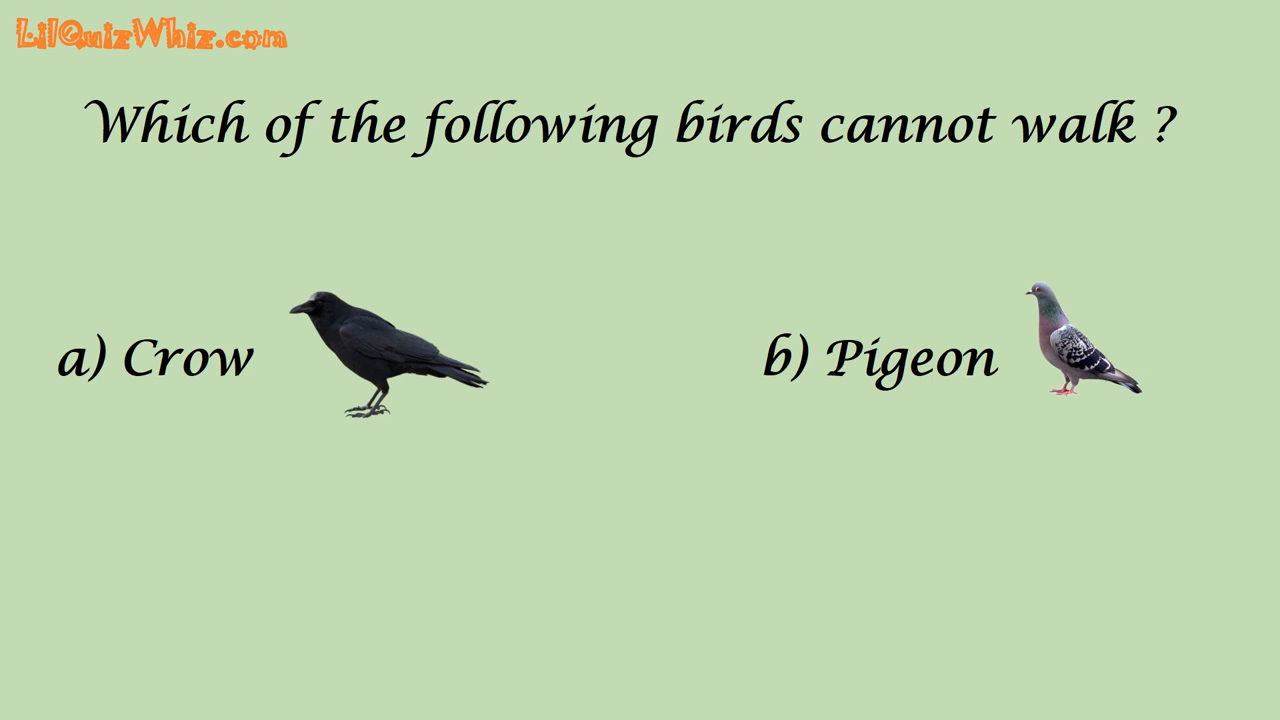 LilQuizWhiz.com
Which of the following birds cannot walk ?
a) Crow
b) Pigeon